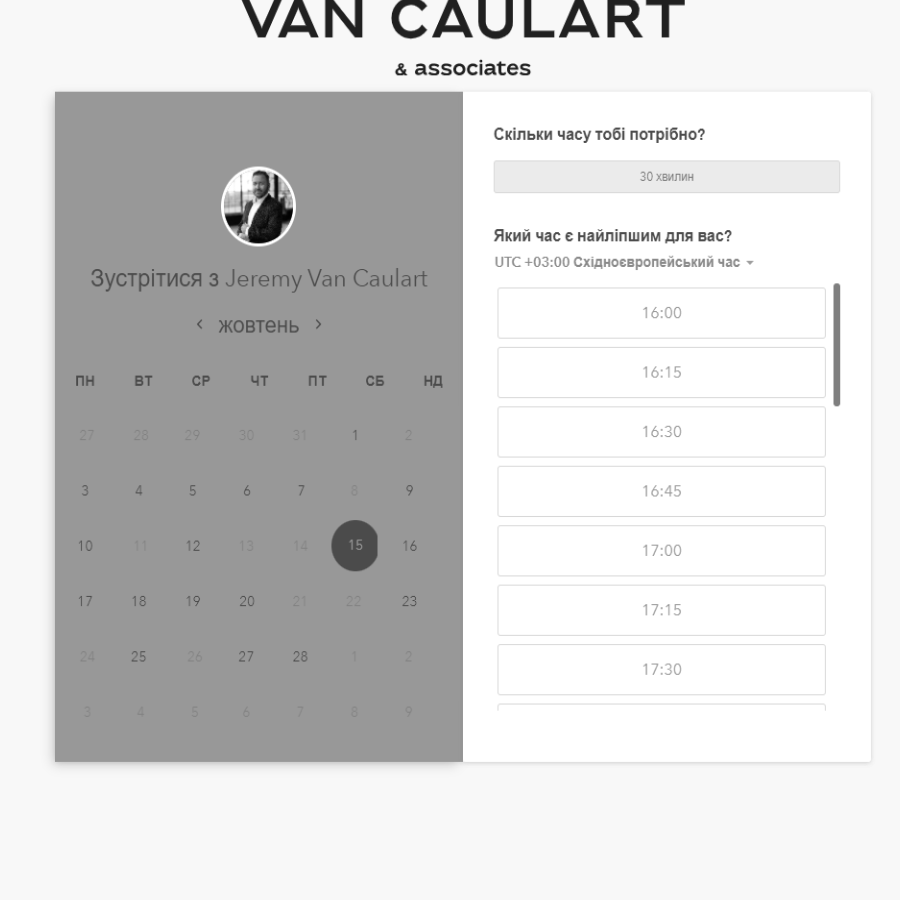 VAN CAULART
& associates
Зустрітися з Jeremy Van Caulart
жовтень
ПН ВТ СР ЧТ ПТ СБ НД
27 28 29 30 31 1 2
3 4 5 6 7 8 9
10 11 12 13 14 15 16
17 18 19 20 21 22 23
24 25 26 27 28 1 2
3 4 5 6 7 8 9
Скільки часу тобі потрібно?
30 хвилин
Який час є найліпшим для вас?
UTC +03:00 Східноєвропейський час
16:00
16:15
16:30
16:45
17:00
17:15
17:30